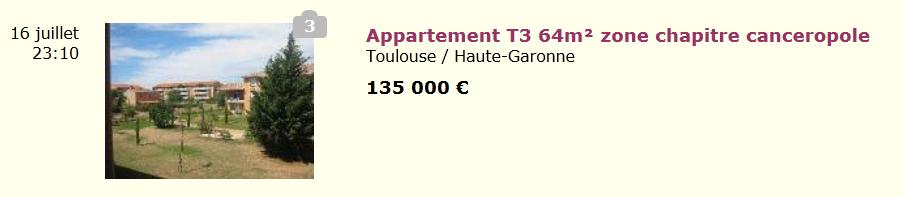 16 juillet
23:10
3
Appartement T3 64m² zone chapitre canceropole
Toulouse / Haute-Garonne
135 000 €